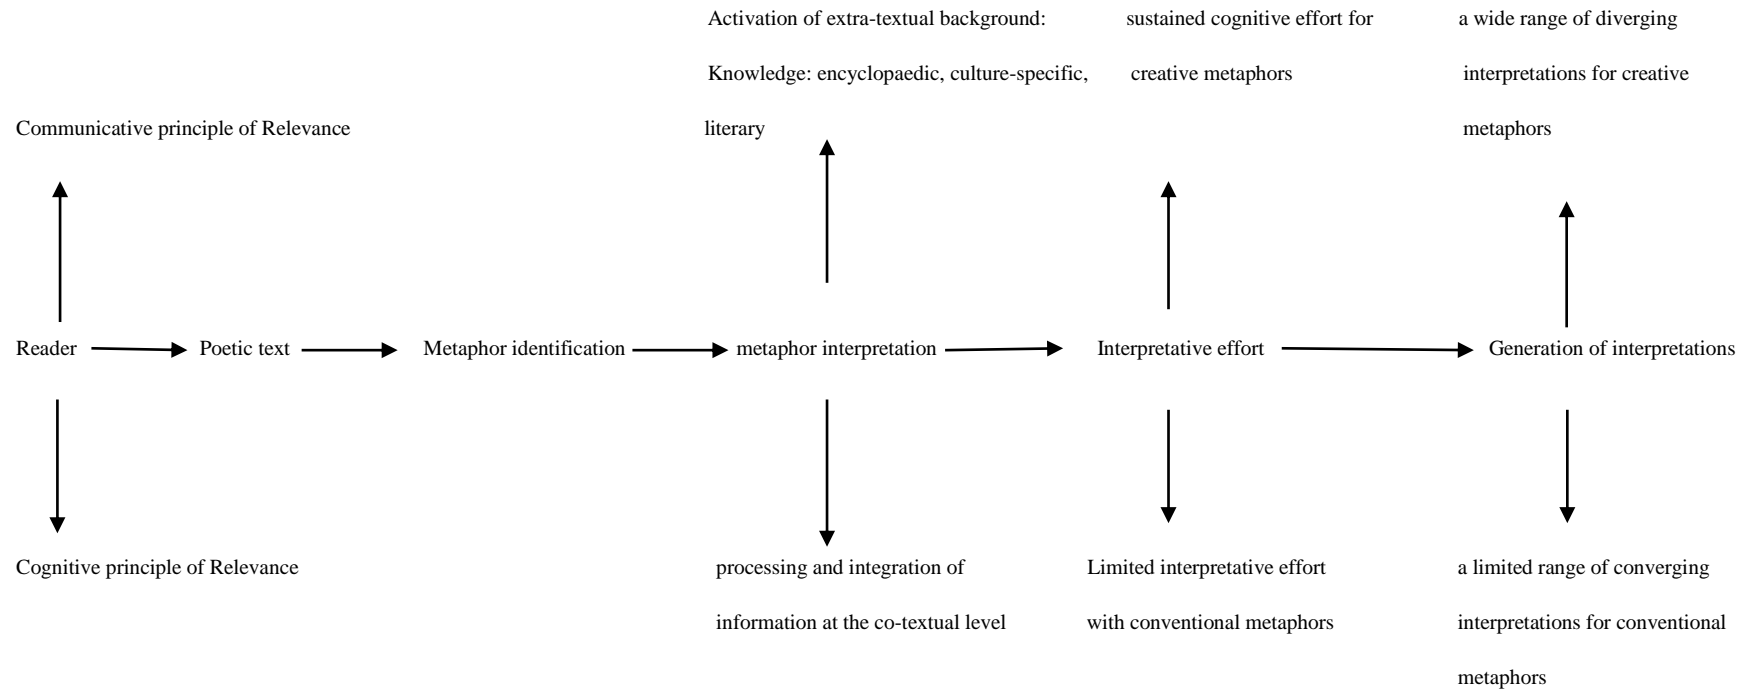 Activation of extra-textual background:
Knowledge: encyclopaedic, culture-specific,
literary
sustained cognitive effort for
creative metaphors
a wide range of diverging
interpretations for creative
metaphors
Communicative principle of Relevance
Reader
Poetic text
Metaphor identification
metaphor interpretation
Interpretative effort
Generation of interpretations
Cognitive principle of Relevance
processing and integration of
information at the co-textual level
Limited interpretative effort
with conventional metaphors
a limited range of converging
interpretations for conventional
metaphors